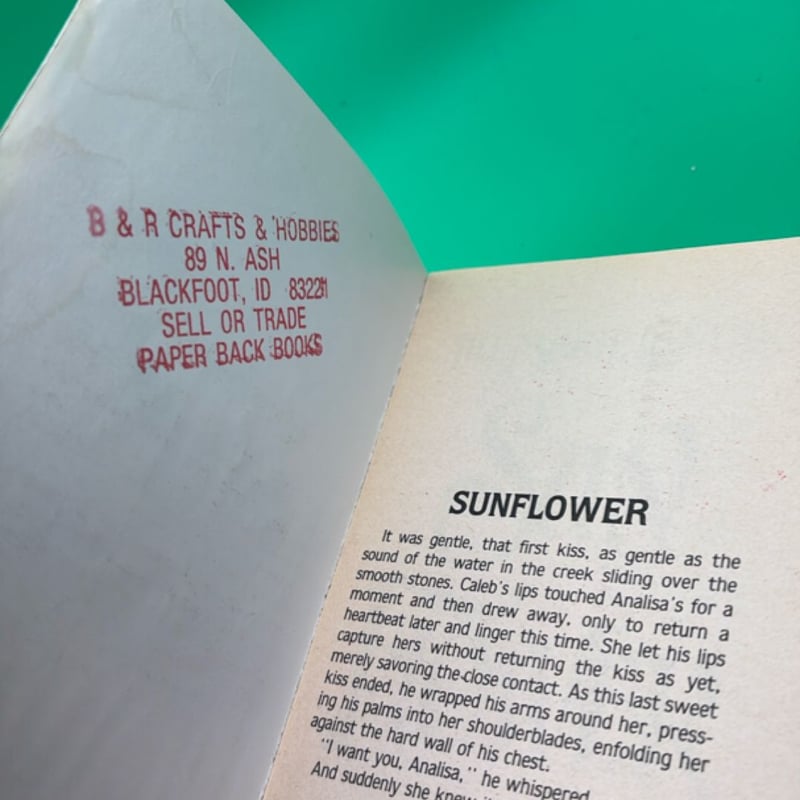 B & R CRAFTS & HOBBIES
89 N. ASH
BLACKFOOT, ID 83221
SELL OR TRADE
PAPER BACK BOOKS
SUNFLOWER
It was gentle, that first kiss, as gentle as the
sound of the water in the creek sliding over the
smooth stones. Caleb's lips touched Analisa's for a
moment and then drew away, only to return a
heartbeat later and linger this time. She let his lips
capture hers without returning the kiss as yet,
merely savoring the close contact. As this last sweet
kiss ended, he wrapped his arms around her, press-
ing his palms into her shoulderblades, enfolding her
against the hard wall of his chest.
"I want you, Analisa," he whispered
And suddenly she knew